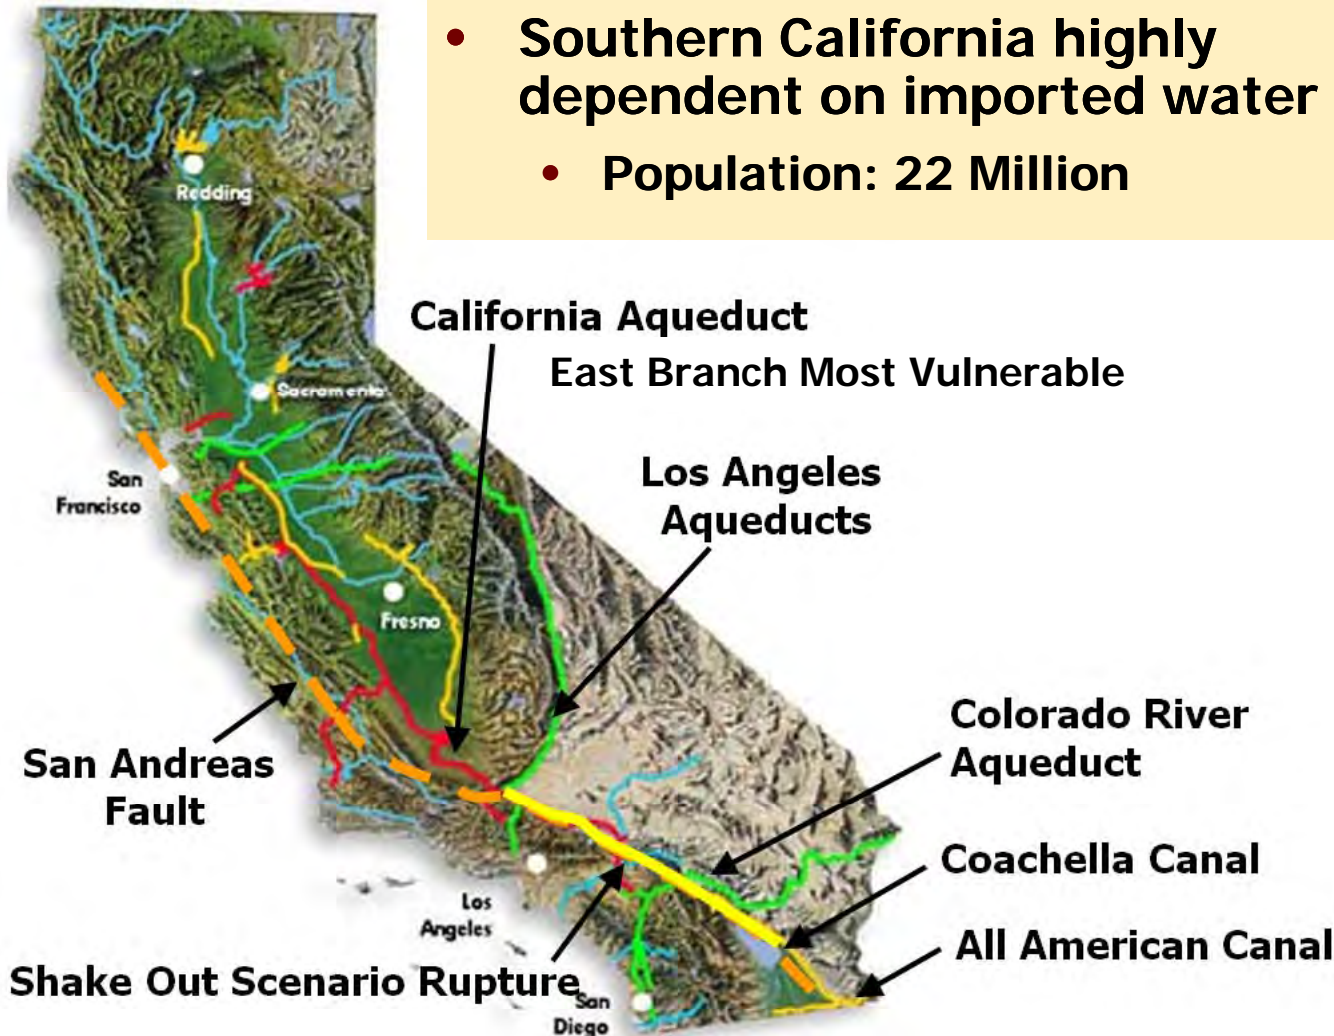 • Southern California highly
dependent on imported water
• Population: 22 Million
Redding
California Aqueduct
East Branch Most Vulnerable
Sacramento
Los Angeles
Aqueducts
San
Francisco
Fresno
San Andreas
Fault
Colorado River
Aqueduct
Coachella Canal
Los
Angeles
All American Canal
Shake Out Scenario Rupture
San
Diego